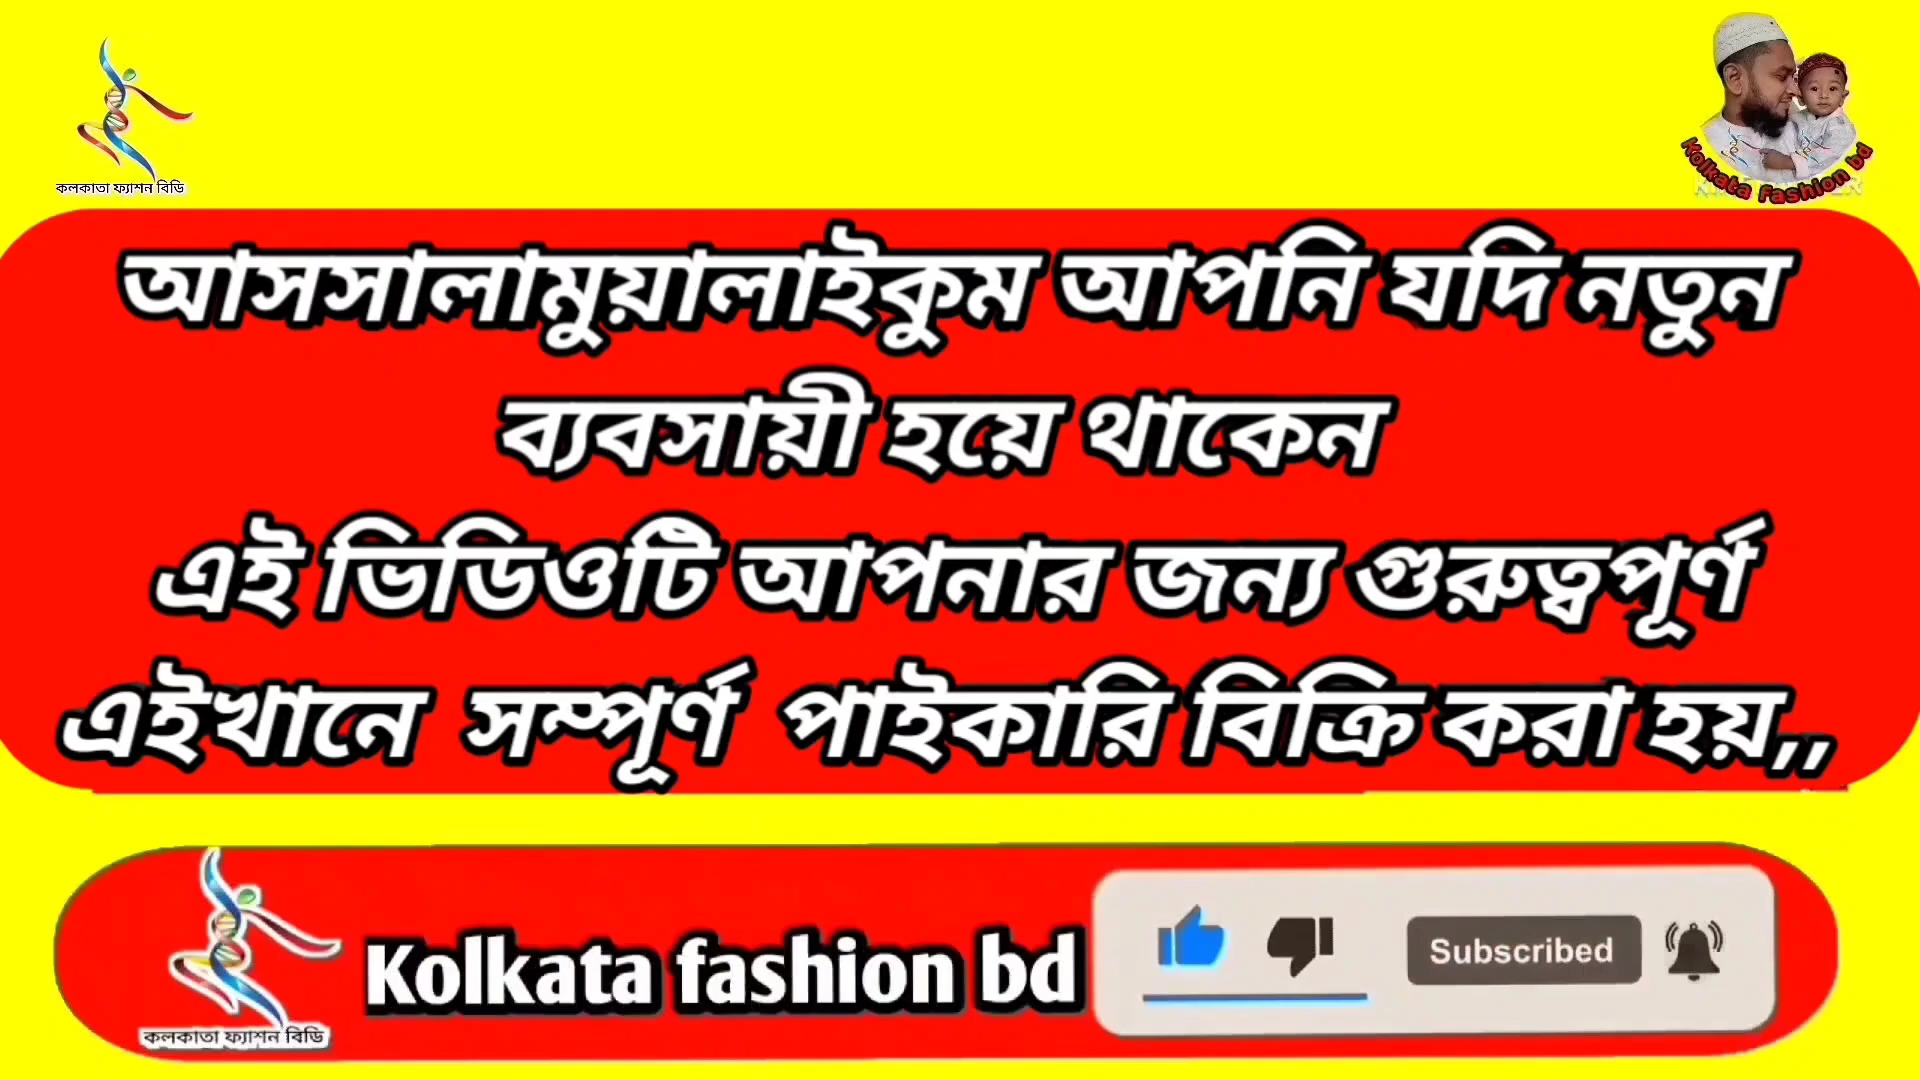 কলকাতা ফ্যাশন বিডি
Kolkata Fashion bd
আসসালামুয়ালাইকুম আপনি যদি নতুন
ব্যবসায়ী হয়ে থাকেন
এই ভিডিওটি আপনার জন্য গুরুত্বপূর্ণ
এইখানে সম্পূর্ণ পাইকারি বিক্রি করা হয়,,
Kolkata fashion bd
Subscribed
কলকাতা ফ্যাশন বিডি